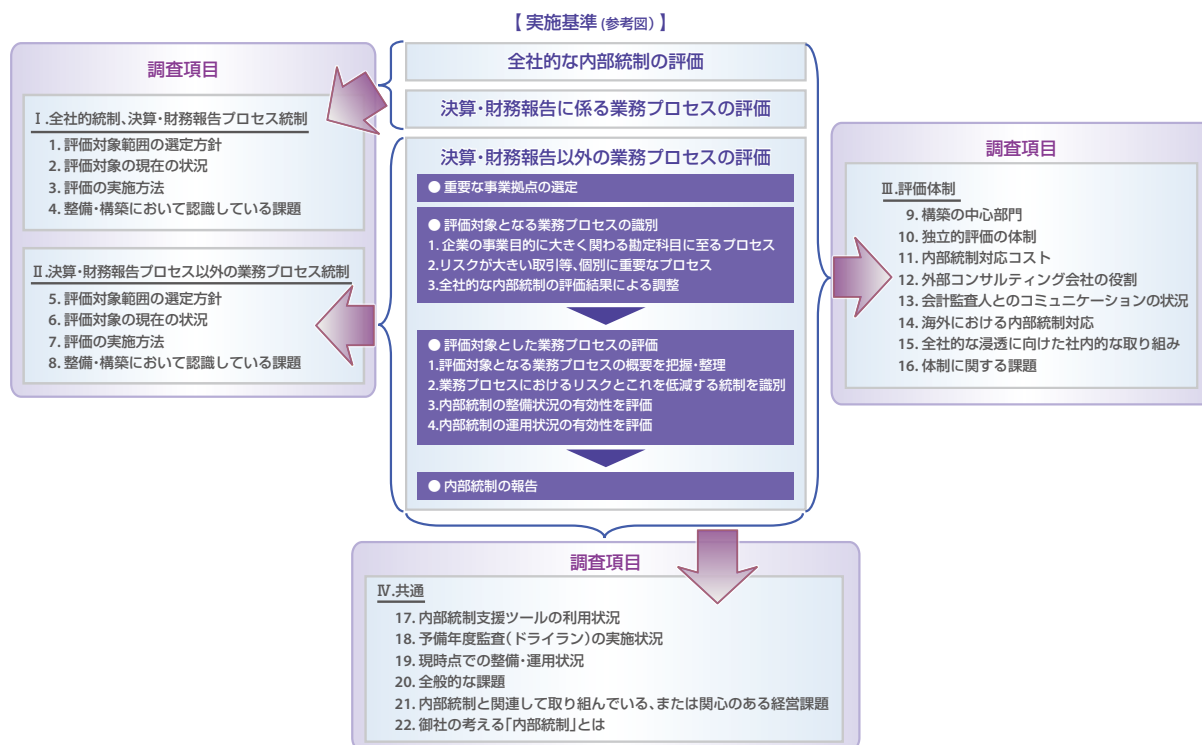 【 実施基準 (参考図) 】
調査項目
Ⅰ.全社的統制、決算・財務報告プロセス統制
1. 評価対象範囲の選定方針
2. 評価対象の現在の状況
3. 評価の実施方法
4. 整備・構築において認識している課題
Ⅱ.決算・財務報告プロセス以外の業務プロセス統制
5. 評価対象範囲の選定方針
6. 評価対象の現在の状況
7. 評価の実施方法
8. 整備・構築において認識している課題
全社的な内部統制の評価
決算・財務報告に係る業務プロセスの評価
決算・財務報告以外の業務プロセスの評価
● 重要な事業拠点の選定
● 評価対象となる業務プロセスの識別
1. 企業の事業目的に大きく関わる勘定科目に至るプロセス
2.リスクが大きい取引等、個別に重要なプロセス
3.全社的な内部統制の評価結果による調整
● 評価対象とした業務プロセスの評価
1.評価対象となる業務プロセスの概要を把握・整理
2.業務プロセスにおけるリスクとこれを低減する統制を識別
3.内部統制の整備状況の有効性を評価
4.内部統制の運用状況の有効性を評価
● 内部統制の報告
調査項目
Ⅲ.評価体制
9. 構築の中心部門
10. 独立的評価の体制
11. 内部統制対応コスト
12. 外部コンサルティング会社の役割
13. 会計監査人とのコミュニケーションの状況
14. 海外における内部統制対応
15. 全社的な浸透に向けた社内的な取り組み
16. 体制に関する課題
調査項目
Ⅳ.共通
17. 内部統制支援ツールの利用状況
18. 予備年度監査(ドライラン)の実施状況
19. 現時点での整備・運用状況
20. 全般的な課題
21. 内部統制と関連して取り組んでいる、または関心のある経営課題
22. 御社の考える「内部統制」とは